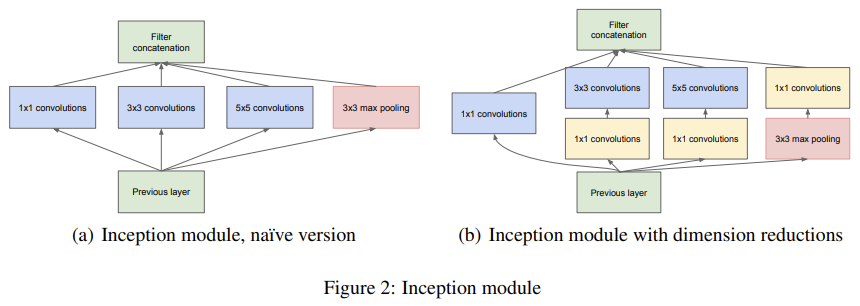 Filter
concatenation
1x1 convolutions
3x3 convolutions
5x5 convolutions
3x3 max pooling
Previous layer
(a) Inception module, naïve version
Filter
concatenation
3x3 convolutions
5x5 convolutions
1x1 convolutions
1x1 convolutions
1x1 convolutions
1x1 convolutions
3x3 max pooling
Previous layer
(b) Inception module with dimension reductions
Figure 2: Inception module